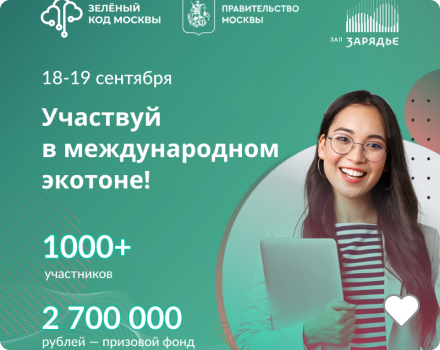 ЗЕЛЁНЫЙ
КОД МОСКВЫ
ПРАВИТЕЛЬСТВО
МОСКВЫ
ЗАЛ ЗАРЯДЬЕ
18-19 сентября
Участвуй
в международном
экотоне!
1000+
участников
2 700 000
рублей — призовой фонд